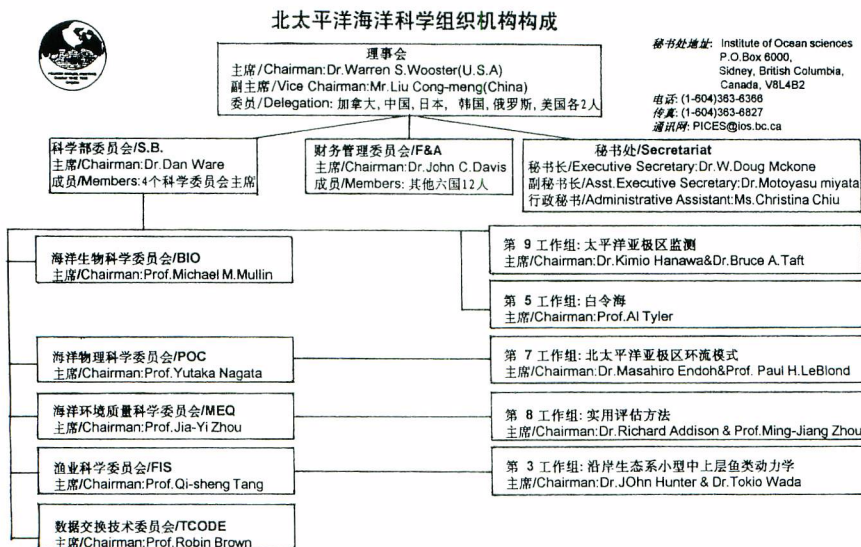 北太平洋海洋科学组织机构构成
理事会
主席/Chairman:Dr.Warren S.Wooster(U.S.A)
副主席/Vice Chairman:Mr.Liu Cong-meng(China)
委员/Delegation: 加拿大, 中国, 日本, 韩国, 俄罗斯, 美国各2人
秘书处地址: Institute of Ocean sciences
P.O.Box 6000,
Sidney, British Columbia,
Canada, V8L4B2
电话: (1-604)363-6366
传真: (1-604)363-6827
通讯网: PICES@ios.bc.ca
科学部委员会/S.B.
主席/Chairman:Dr.Dan Ware
成员/Members:4个科学委员会主席
财务管理委员会/F&A
主席/Chairman:Dr.John C.Davis
成员/Members: 其他六国12人
秘书处/Secretariat
秘书长/Executive Secretary:Dr.W.Doug Mckone
副秘书长/Asst.Executive Secretary:Dr.Motoyasu miyata
行政秘书/Administrative Assistant:Ms.Christina Chiu
海洋生物科学委员会/BIO
主席/Chairman:Prof.Michael M.Mullin
第 9 工作组: 太平洋亚极区监测
主席/Chairman:Dr.Kimio Hanawa&Dr.Bruce A.Taft
第 5 工作组: 白令海
主席/Chairman:Prof.Al Tyler
海洋物理科学委员会/POC
主席/Chairman:Prof.Yutaka Nagata
第 7 工作组: 北太平洋亚极区环流模式
主席/Chairman:Dr.Masahiro Endoh&Prof. Paul H.LeBlond
海洋环境质量科学委员会/MEQ
主席/Chairman:Prof.Jia-Yi Zhou
第 8 工作组: 实用评估方法
主席/Chairman:Dr.Richard Addison & Prof.Ming-Jiang Zhou
渔业科学委员会/FIS
主席/Chairman:Prof.Qi-sheng Tang
第 3 工作组: 沿岸生态系小型中上层鱼类动力学
主席/Chairman:Dr.JOhn Hunter & Dr.Tokio Wada
数据交换技术委员会/TCODE
主席/Chairman:Prof.Robin Brown